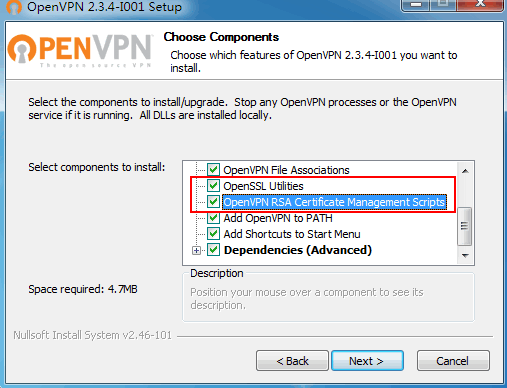 OpenVPN 2.3.4-I001 Setup
OPENVPN
The open source VPN
Choose Components
Choose which features of OpenVPN 2.3.4-I001 you want to
install.
Select the components to install/upgrade. Stop any OpenVPN processes or the OpenVPN
service if it is running. All DLLs are installed locally.
Select components to install:
OpenVPN File Associations
OpenSSL Utilities
OpenVPN RSA Certificate Management Scripts
Add OpenVPN to PATH
Add Shortcuts to Start Menu
Dependencies (Advanced)
Space required: 4.7MB
Description
Position your mouse over a component to see its
description.
Nullsoft Install System v2.46-101
< Back
Next >
Cancel